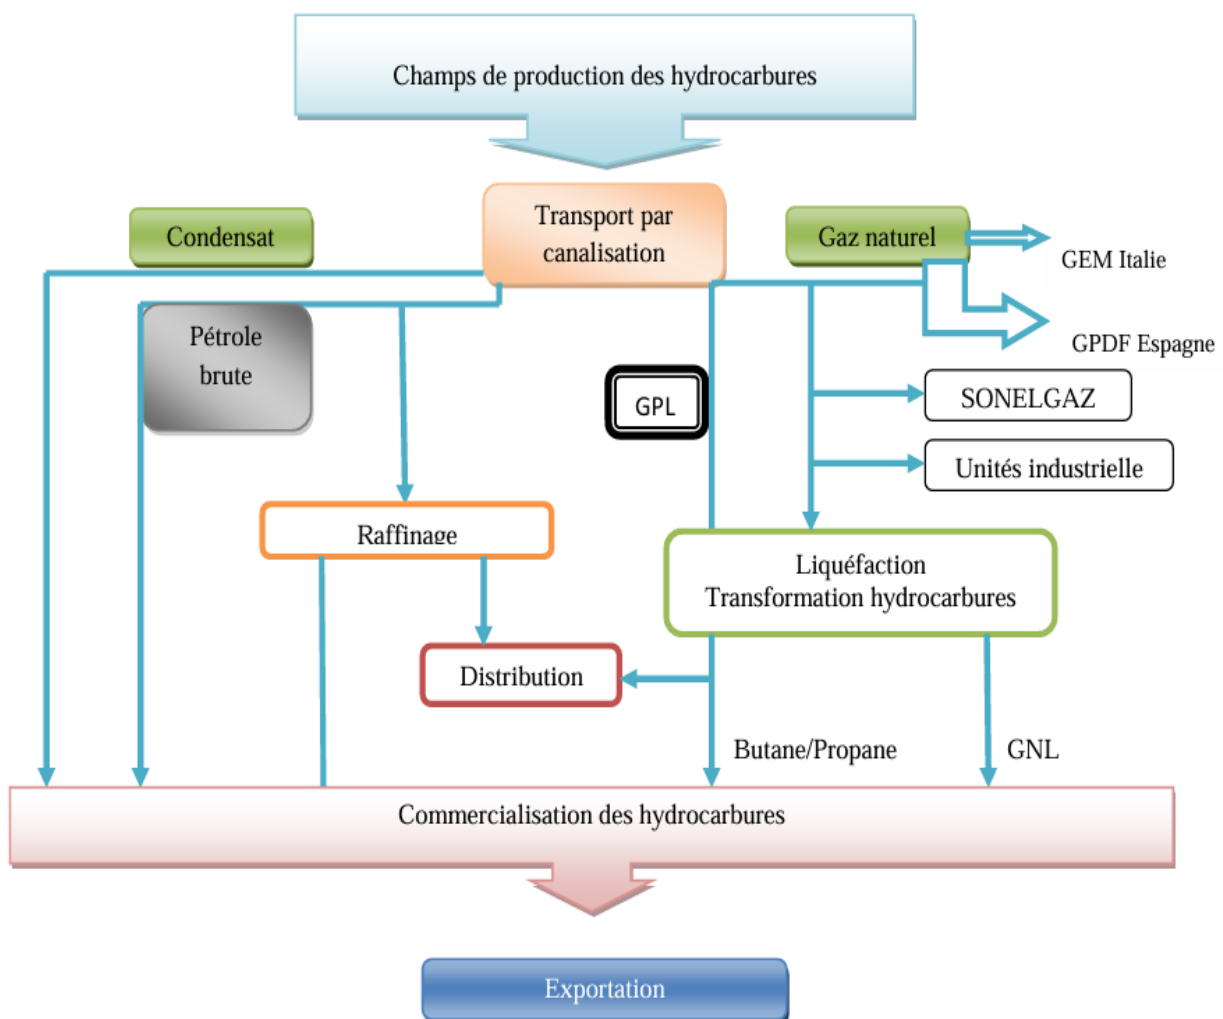 Champs de production des hydrocarbures
Transport par
canalisation
Condensat
Gaz naturel
GEM Italie
Pétrole
brute
GPDF Espagne
GPL
SONELGAZ
Unités industrielle
Raffinage
Liquéfaction
Transformation hydrocarbures
Distribution
Butane/Propane
GNL
Commercialisation des hydrocarbures
Exportation